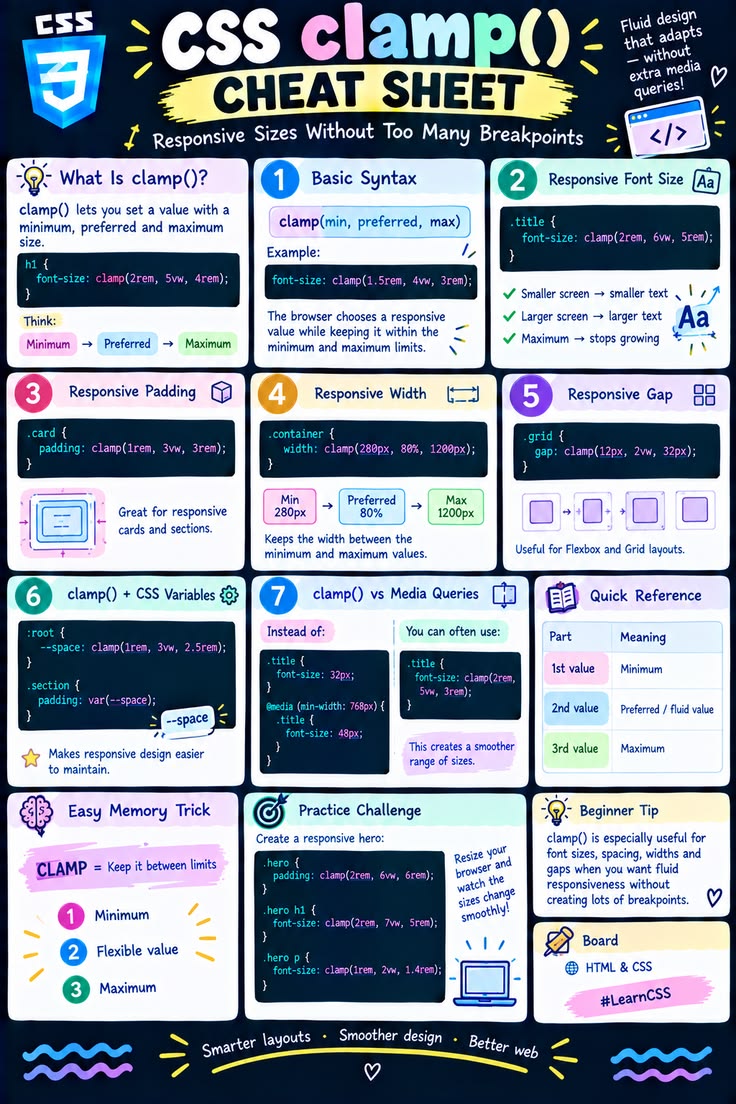 CSS
3
CSS clamp()
CHEAT SHEET
Responsive Sizes Without Too Many Breakpoints
Fluid design
that adapts
— without
extra media
queries!
</>
What Is clamp()?
clamp() lets you set a value with a
minimum, preferred and maximum
size.
h1 {
font-size: clamp(2rem, 5vw, 4rem);
}
Think:
Minimum → Preferred → Maximum
1 Basic Syntax
clamp(min, preferred, max)
Example:
font-size: clamp(1.5rem, 4vw, 3rem);
The browser chooses a responsive
value while keeping it within the
minimum and maximum limits.
2 Responsive Font Size Aa
.title {
font-size: clamp(2rem, 6vw, 5rem);
}
✓ Smaller screen → smaller text
✓ Larger screen → larger text
✓ Maximum → stops growing
Aa
3 Responsive Padding
.card {
padding: clamp(1rem, 3vw, 3rem);
}
Great for responsive
cards and sections.
4 Responsive Width
.container {
width: clamp(280px, 80%, 1200px);
}
Min
280px
→
Preferred
80%
→
Max
1200px
Keeps the width between the
minimum and maximum values.
5 Responsive Gap
.grid {
gap: clamp(12px, 2vw, 32px);
}
Useful for Flexbox and Grid layouts.
6 clamp() + CSS Variables
:root {
--space: clamp(1rem, 3vw, 2.5rem);
}
.section {
padding: var(--space);
}
--space
Makes responsive design easier
to maintain.
7 clamp() vs Media Queries
Instead of:
.title {
font-size: 32px;
}
@media (min-width: 768px) {
.title {
font-size: 48px;
}
}
You can often use:
.title {
font-size: clamp(2rem,
5vw, 3rem);
}
This creates a smoother
range of sizes.
Quick Reference
Part Meaning
1st value Minimum
2nd value Preferred / fluid value
3rd value Maximum
Easy Memory Trick
CLAMP = Keep it between limits
1 Minimum
2 Flexible value
3 Maximum
Practice Challenge
Create a responsive hero:
.hero {
padding: clamp(2rem, 6vw, 6rem);
}
.hero h1 {
font-size: clamp(2rem, 7vw, 5rem);
}
.hero p {
font-size: clamp(1rem, 2vw, 1.4rem);
}
Resize your
browser and
watch the
sizes change
smoothly!
Beginner Tip
clamp() is especially useful for
font sizes, spacing, widths and
gaps when you want fluid
responsiveness without
creating lots of breakpoints.
Board
HTML & CSS
#LearnCSS
Smarter layouts · Smoother design · Better web